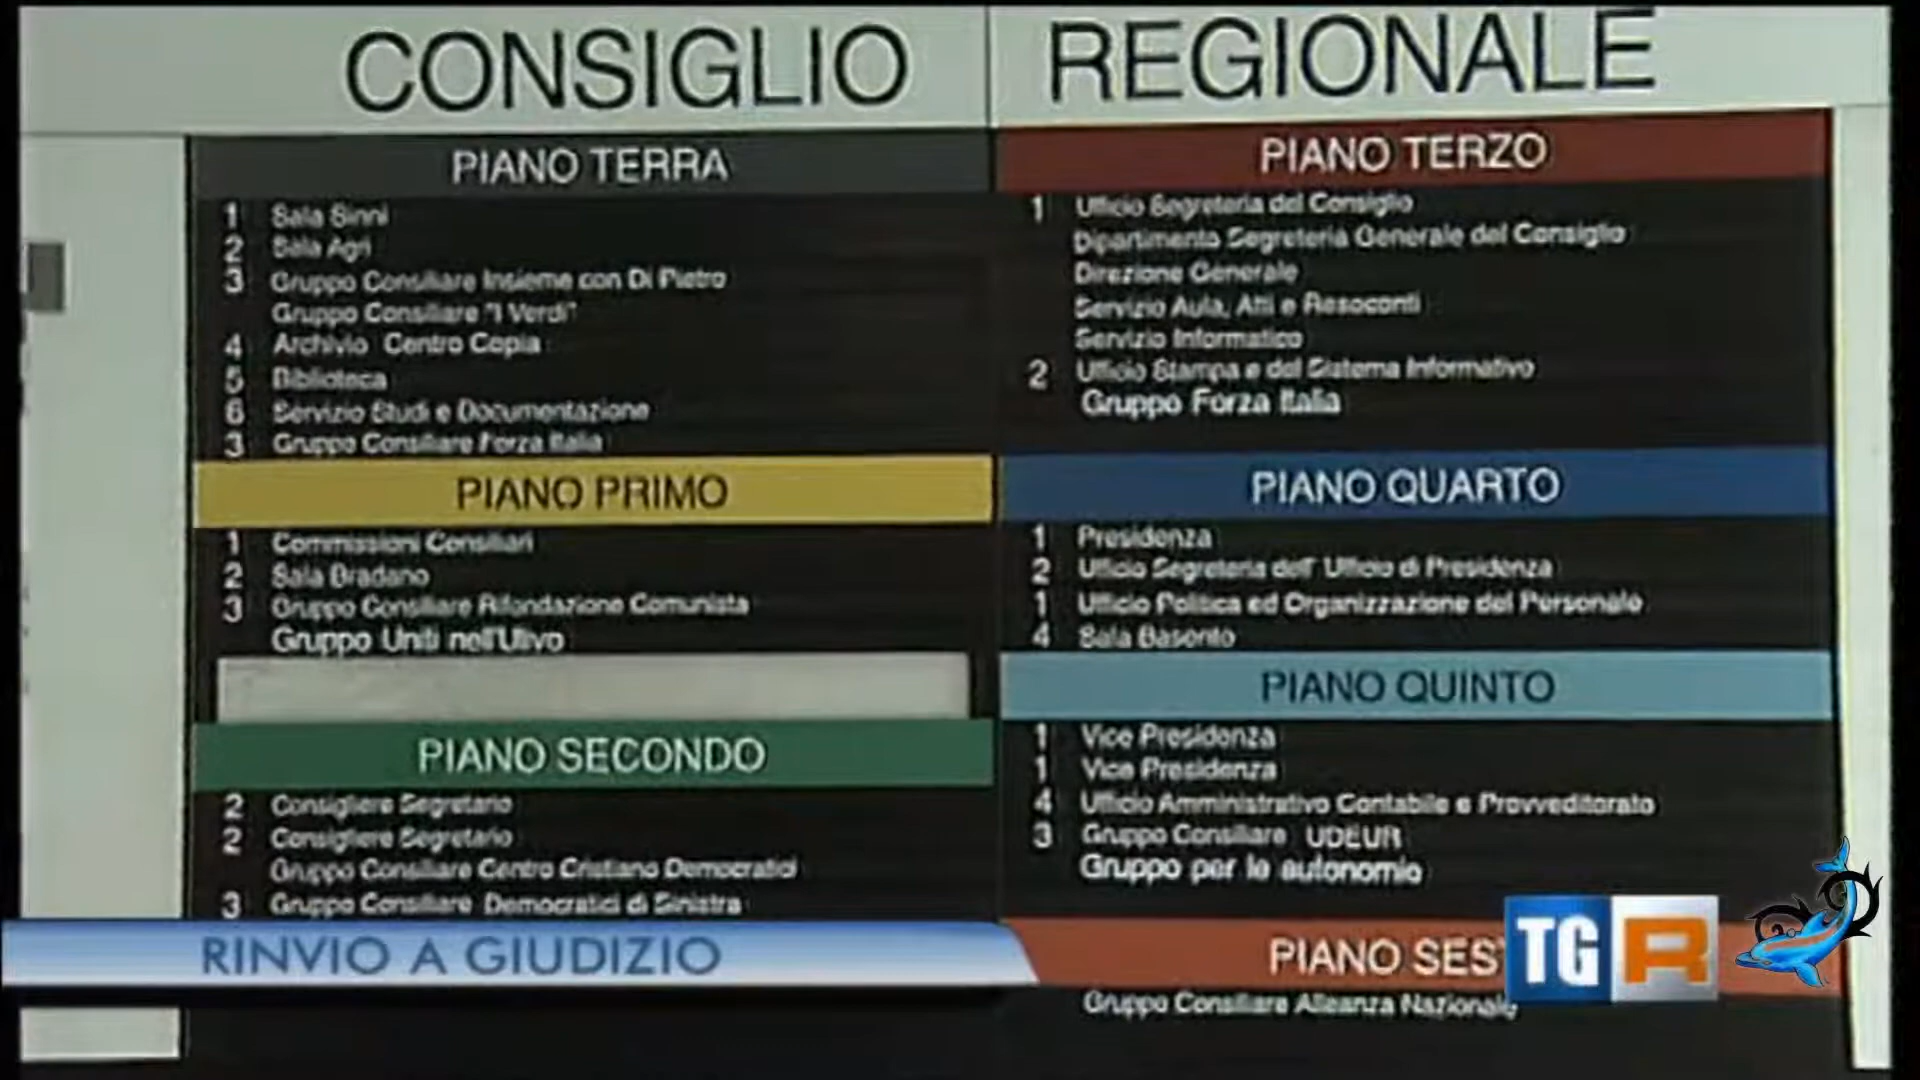 CONSIGLIO REGIONALE
PIANO TERRA
1 Sala Sinni
2 Sala Agri
3 Gruppo Consiliare Insieme con Di Pietro
Gruppo Consiliare "I Verdi"
4 Archivio Centro Copia
5 Biblioteca
6 Servizio Studi e Documentazione
3 Gruppo Consiliare Forza Italia
PIANO PRIMO
1 Commissioni Consiliari
2 Sala Bradano
3 Gruppo Consiliare Rifondazione Comunista
Gruppo Uniti nell'Ulivo
PIANO SECONDO
2 Consigliere Segretario
2 Consigliere Segretario
Gruppo Consiliare Centro Cristiano Democratici
3 Gruppo Consiliare Democratici di Sinistra
PIANO TERZO
1 Ufficio Segreteria del Consiglio
Dipartimento Segreteria Generale del Consiglio
Direzione Generale
Servizio Aula, Atti e Resoconti
Servizio Informatico
2 Ufficio Stampa e del Sistema Informativo
Gruppo Forza Italia
PIANO QUARTO
1 Presidenza
2 Ufficio Segreteria dell' Ufficio di Presidenza
1 Ufficio Politica ed Organizzazione del Personale
4 Sala Basento
PIANO QUINTO
1 Vice Presidenza
1 Vice Presidenza
4 Ufficio Amministrativo Contabile e Provveditorato
3 Gruppo Consiliare UDEUR
Gruppo per le autonomie
PIANO SES
Gruppo Consiliare Alleanza Nazionale
RINVIO A GIUDIZIO
TGR